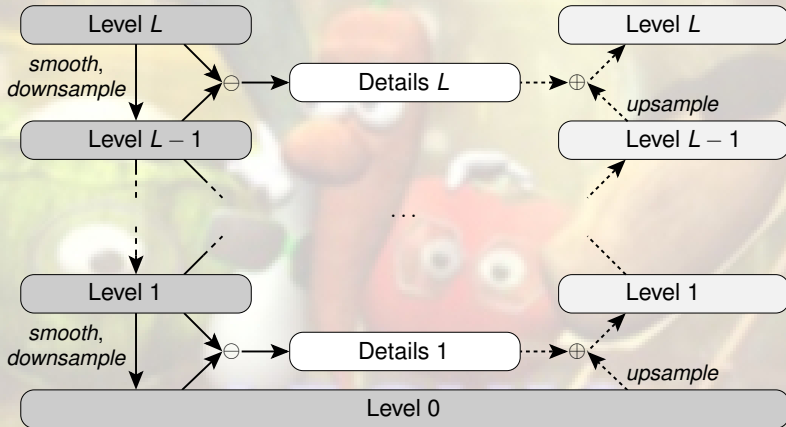 Level L
Level L
smooth,
downsample
⊖
Details L
⊕
upsample
Level L − 1
Level L − 1
...
Level 1
Level 1
smooth,
downsample
⊖
Details 1
⊕
upsample
Level 0